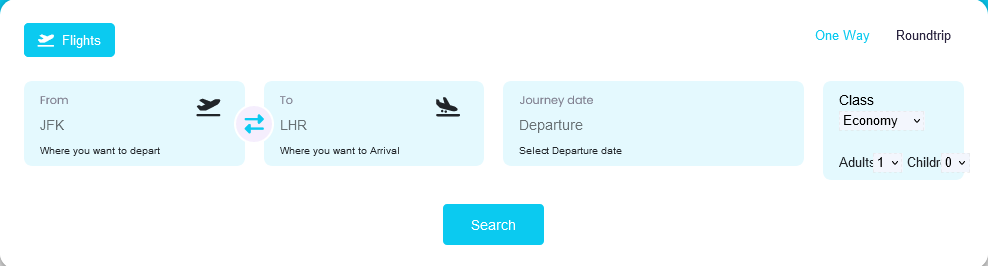 Flights
One Way
Roundtrip
From
JFK
Where you want to depart
To
LHR
Where you want to Arrival
Journey date
Departure
Select Departure date
Class
Economy
Adults 1 Childr 0
Search